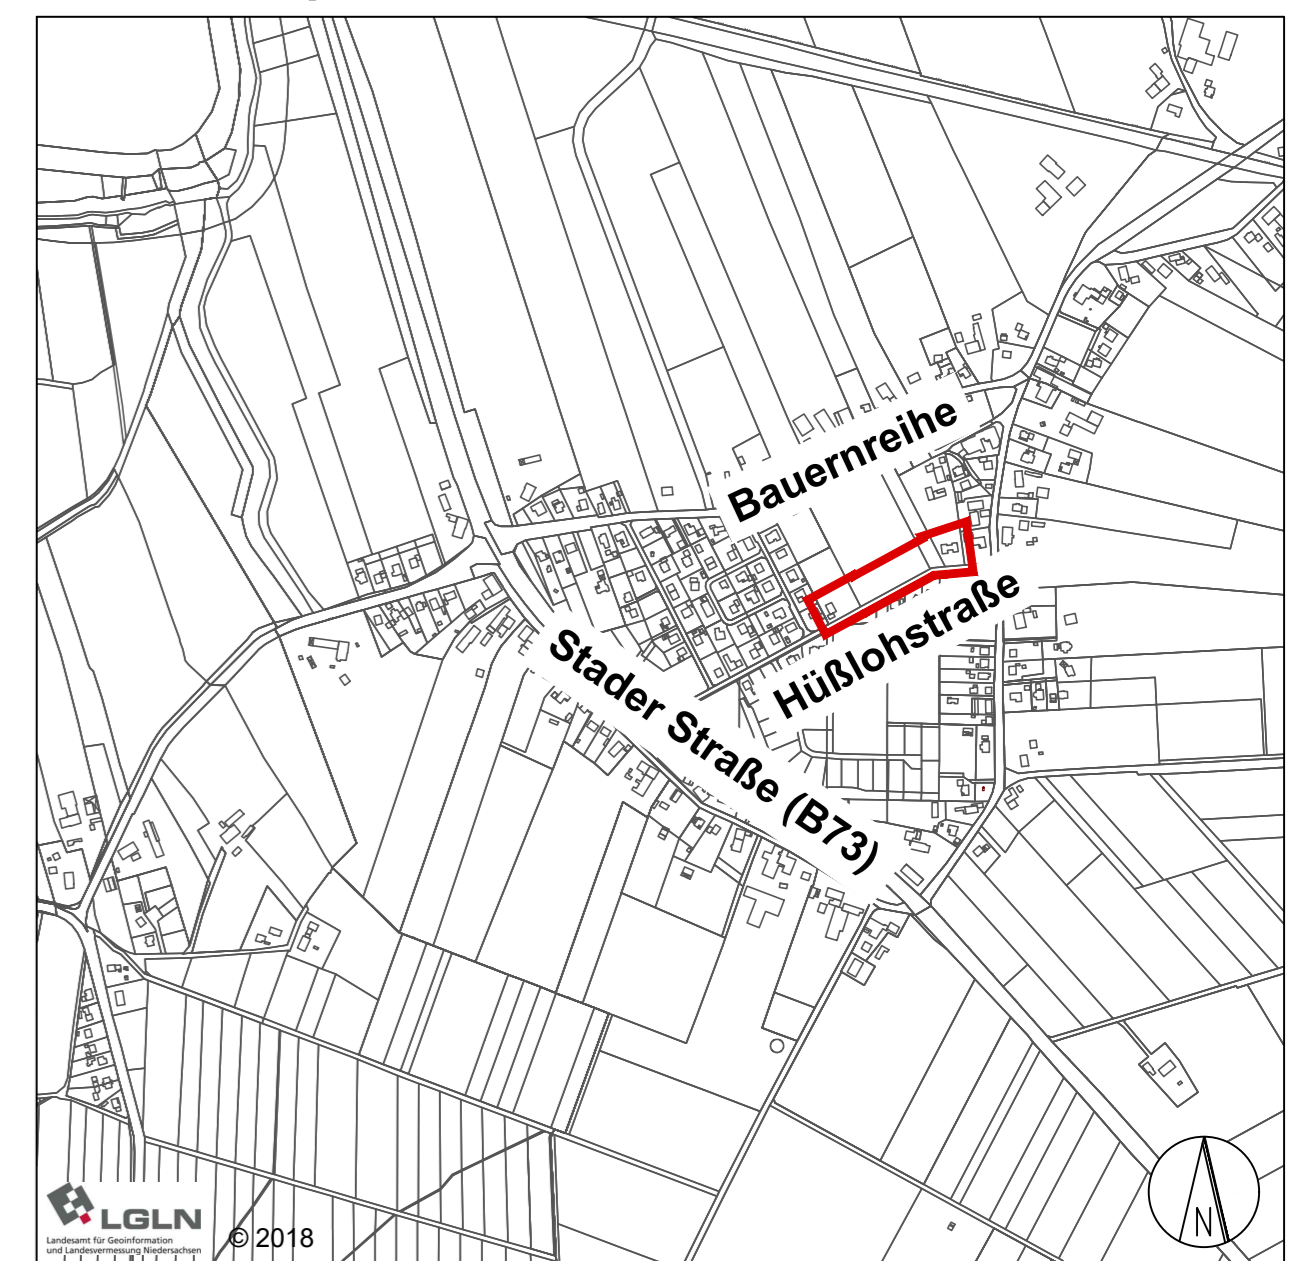 Bauernreihe
Hüßlohstraße
Stader Straße (B73)
N
LGLN
Landesamt für Geoinformation
und Landesvermessung Niedersachsen
© 2018